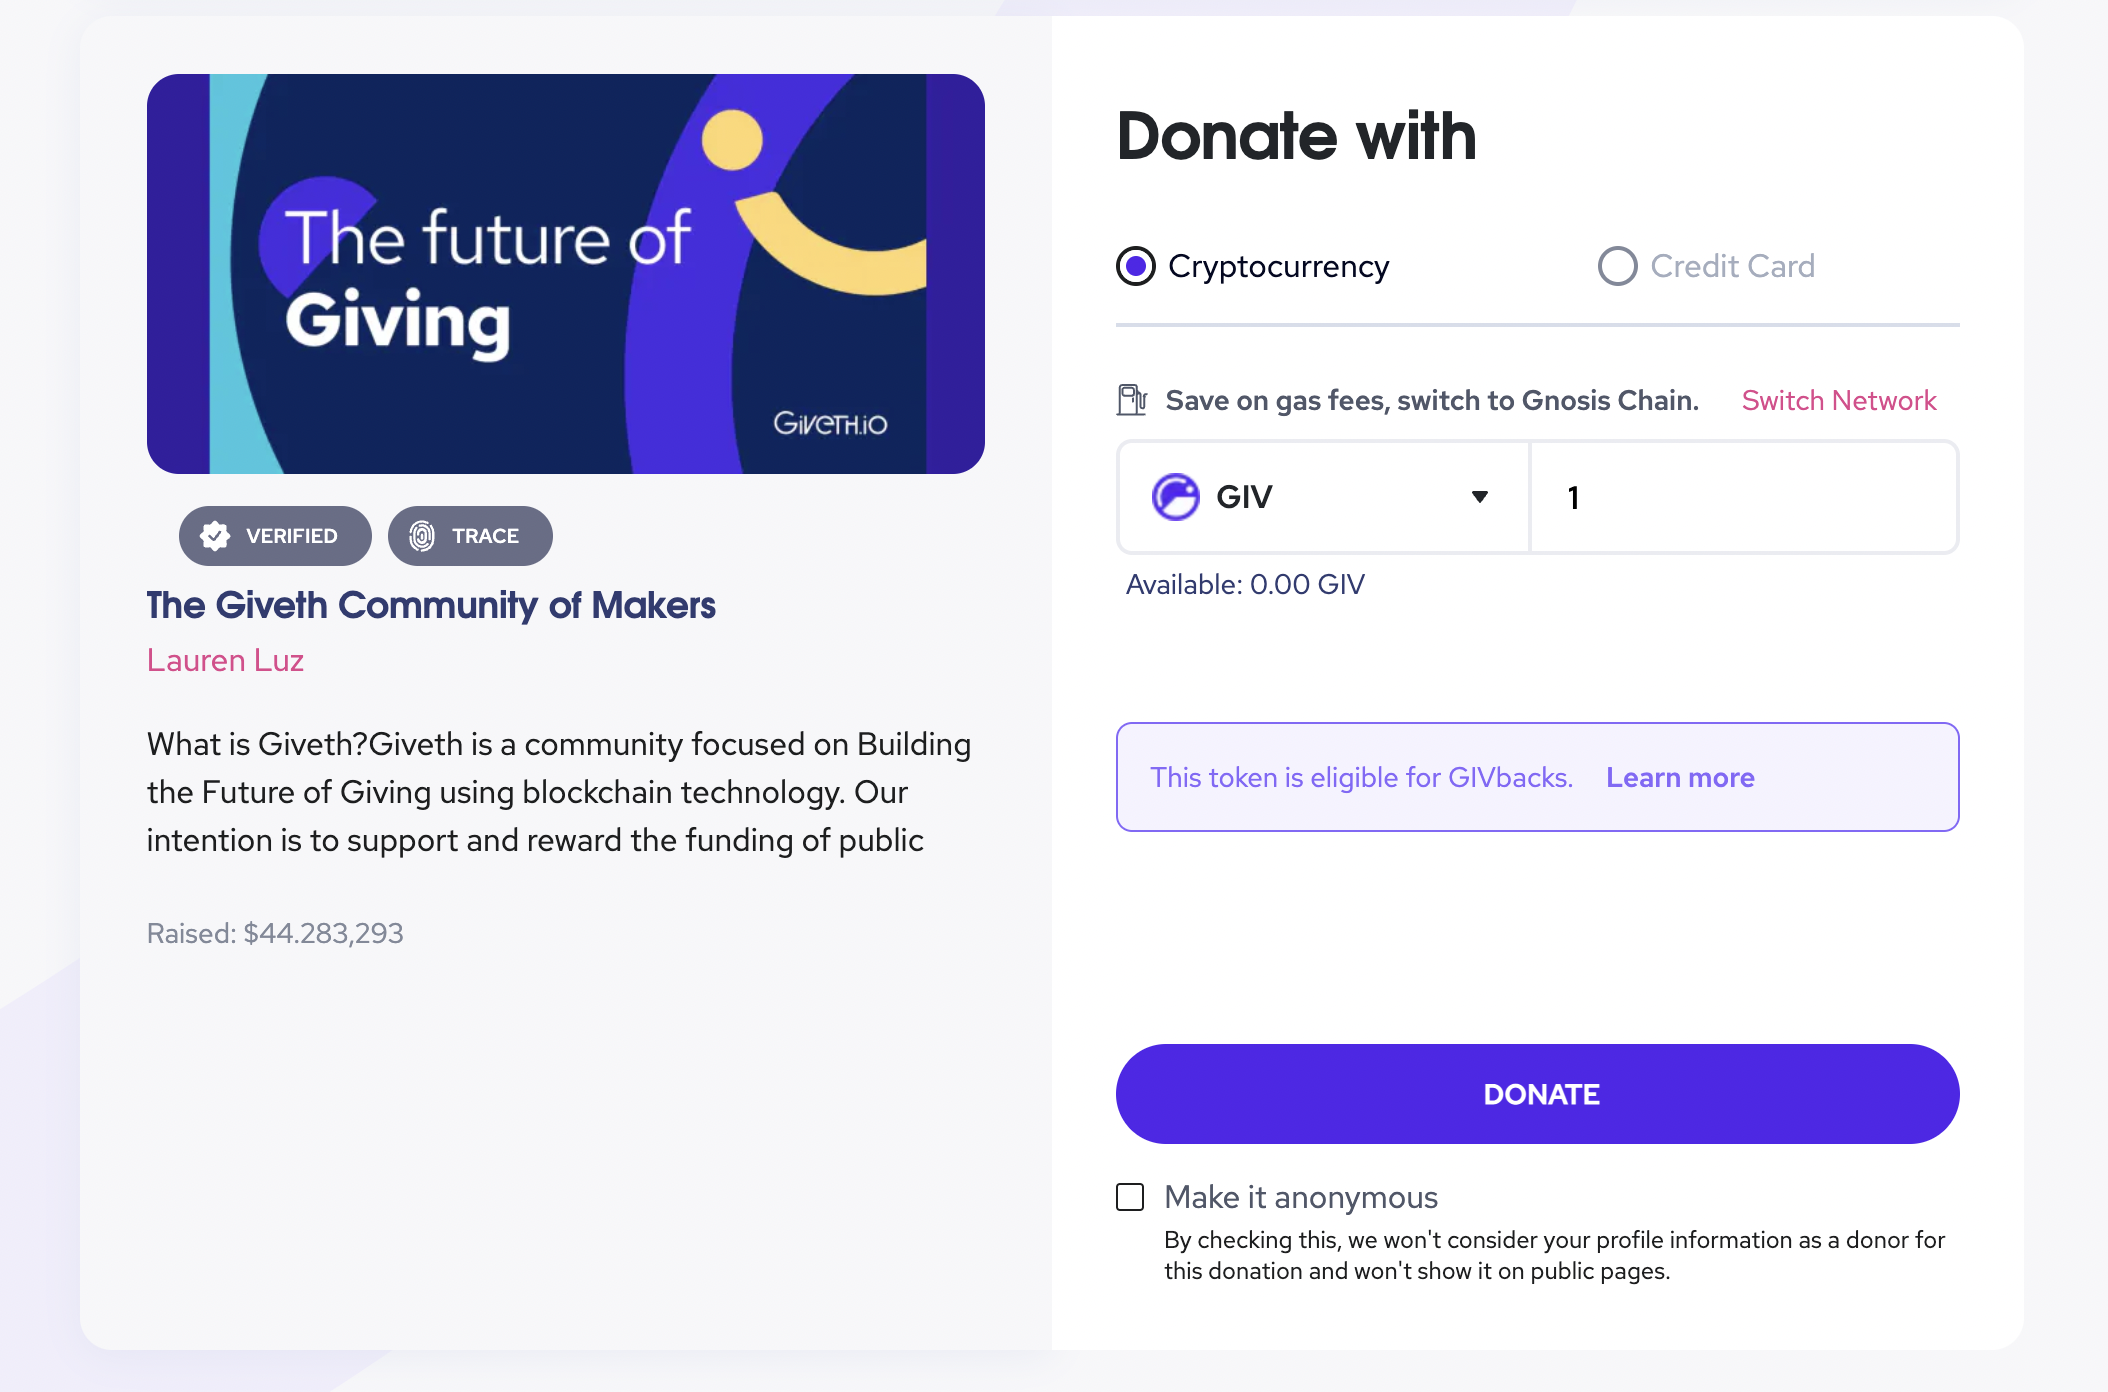 The future of
Giving
Giveth.io
VERIFIED
TRACE
The Giveth Community of Makers
Lauren Luz
What is Giveth?Giveth is a community focused on Building
the Future of Giving using blockchain technology. Our
intention is to support and reward the funding of public
Raised: $44.283,293
Donate with
Cryptocurrency
Credit Card
Save on gas fees, switch to Gnosis Chain. Switch Network
GIV
1
Available: 0.00 GIV
This token is eligible for GIVbacks. Learn more
DONATE
Make it anonymous
By checking this, we won't consider your profile information as a donor for
this donation and won't show it on public pages.